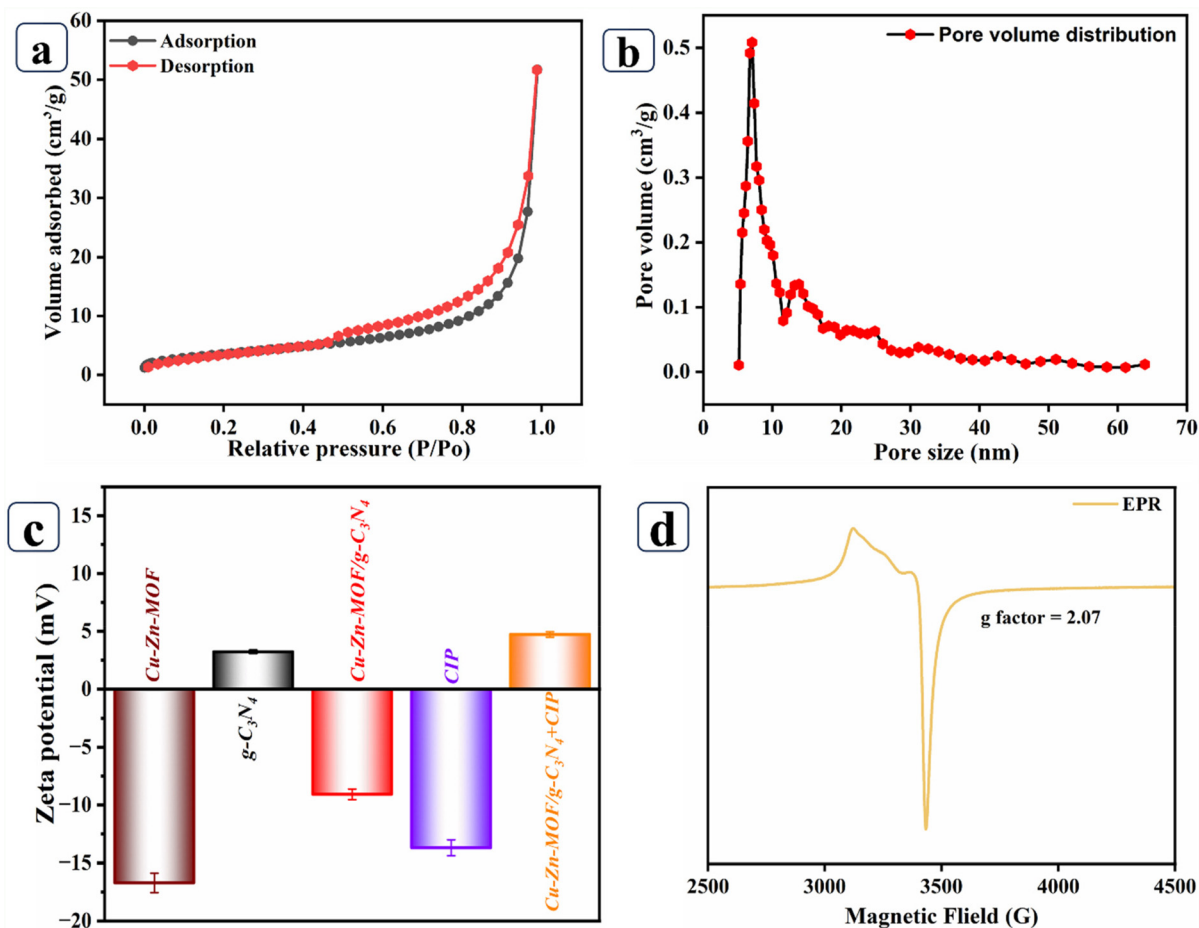 a
Adsorption
Desorption
Volume adsorbed (cm³/g)
60
50
40
30
20
10
0
0.0 0.2 0.4 0.6 0.8 1.0
Relative pressure (P/Po)
b
Pore volume distribution
Pore volume (cm³/g)
0.5
0.4
0.3
0.2
0.1
0.0
0 10 20 30 40 50 60 70
Pore size (nm)
c
Zeta potential (mV)
15
10
5
0
−5
−10
−15
−20
Cu-Zn-MOF
g-C₃N₄
Cu-Zn-MOF/g-C₃N₄
CIP
Cu-Zn-MOF/g-C₃N₄+CIP
d
EPR
g factor = 2.07
2500 3000 3500 4000 4500
Magnetic Flield (G)